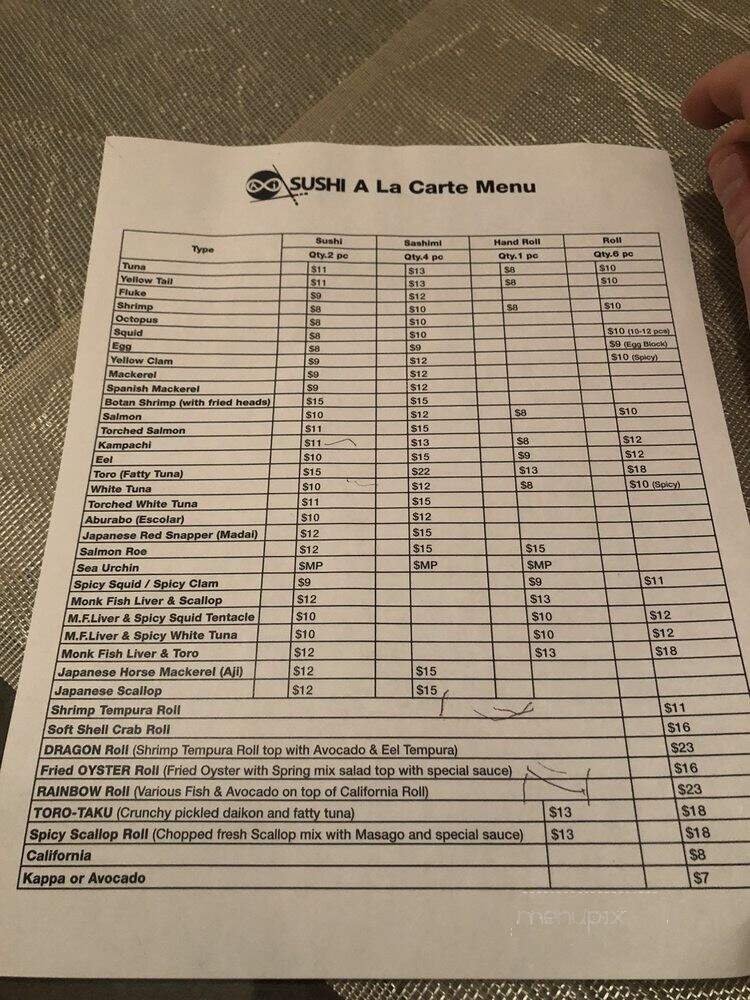 SUSHI A La Carte Menu
Type Sushi Sashimi Hand Roll Roll
Qty.2 pc Qty.4 pc Qty.1 pc Qty.6 pc
Tuna $11 $13 $8 $10
Yellow Tail $11 $13 $8 $10
Fluke $9 $12
Shrimp $8 $10 $8 $10
Octopus $8 $10
Squid $8 $10 $10 (10-12 pcs)
Egg $8 $9 $9 (Egg Block)
Yellow Clam $9 $12 $10 (Spicy)
Mackerel $9 $12
Spanish Mackerel $9 $12
Botan Shrimp (with fried heads) $15 $15
Salmon $10 $12 $8 $10
Torched Salmon $11 $15
Kampachi $11 $13 $8 $12
Eel $10 $15 $9 $12
Toro (Fatty Tuna) $15 $22 $13 $18
White Tuna $10 $12 $8 $10 (Spicy)
Torched White Tuna $11 $15
Aburabo (Escolar) $10 $12
Japanese Red Snapper (Madai) $12 $15
Salmon Roe $12 $15 $15
Sea Urchin $MP $MP $MP
Spicy Squid / Spicy Clam $9 $9 $11
Monk Fish Liver & Scallop $12 $13
M.F.Liver & Spicy Squid Tentacle $10 $10 $12
M.F.Liver & Spicy White Tuna $10 $10 $12
Monk Fish Liver & Toro $12 $13 $18
Japanese Horse Mackerel (Aji) $12 $15
Japanese Scallop $12 $15
Shrimp Tempura Roll $11
Soft Shell Crab Roll $16
DRAGON Roll (Shrimp Tempura Roll top with Avocado & Eel Tempura) $23
Fried OYSTER Roll (Fried Oyster with Spring mix salad top with special sauce) $16
RAINBOW Roll (Various Fish & Avocado on top of California Roll) $23
TORO-TAKU (Crunchy pickled daikon and fatty tuna) $13 $18
Spicy Scallop Roll (Chopped fresh Scallop mix with Masago and special sauce) $13 $18
California $8
Kappa or Avocado $7
menupix